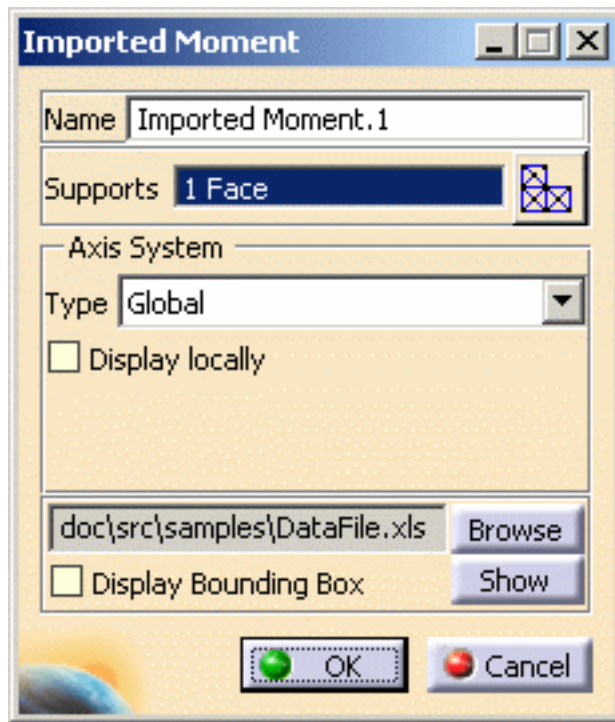 Imported Moment
Name Imported Moment.1
Supports 1 Face
Axis System
Type Global
Display locally
doc\src\samples\DataFile.xls Browse
Display Bounding Box Show
OK Cancel